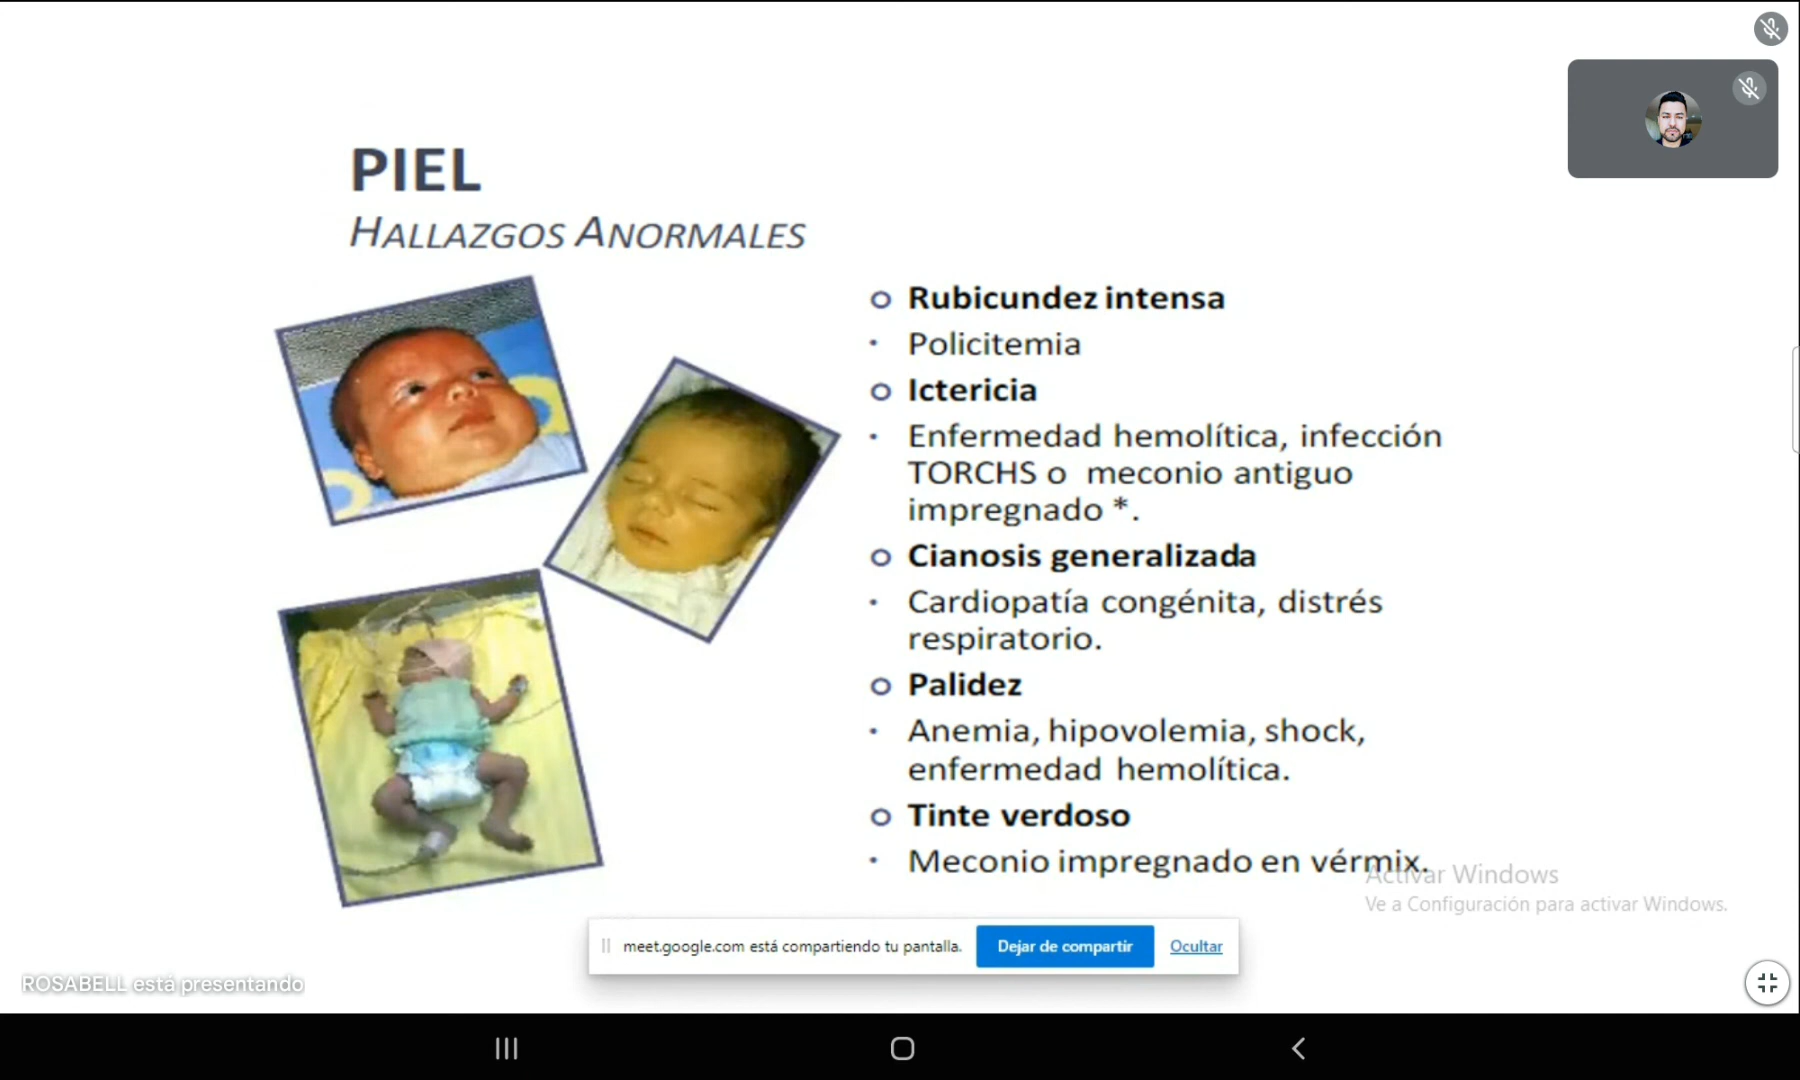 PIEL
HALLAZGOS ANORMALES
o Rubicundez intensa
• Policitemia
o Ictericia
• Enfermedad hemolítica, infección
TORCHS o meconio antiguo
impregnado *.
o Cianosis generalizada
• Cardiopatía congénita, distrés
respiratorio.
o Palidez
• Anemia, hipovolemia, shock,
enfermedad hemolítica.
o Tinte verdoso
• Meconio impregnado en vérmix.
Activar Windows
Ve a Configuración para activar Windows.
meet.google.com está compartiendo tu pantalla.
Dejar de compartir
Ocultar
ROSABELL está presentando